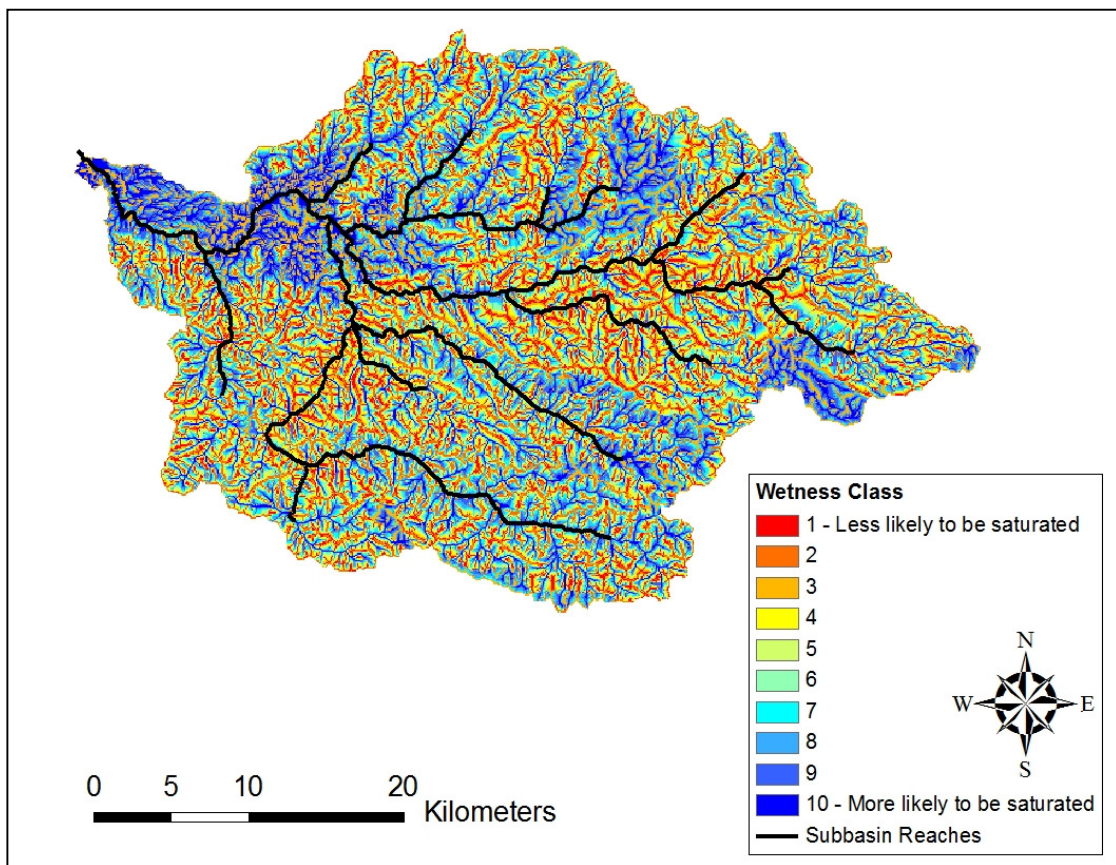 Wetness Class
1 - Less likely to be saturated
2
3
4
5
6
7
8
9
10 - More likely to be saturated
Subbasin Reaches
N
W E
S
0 5 10 20
Kilometers